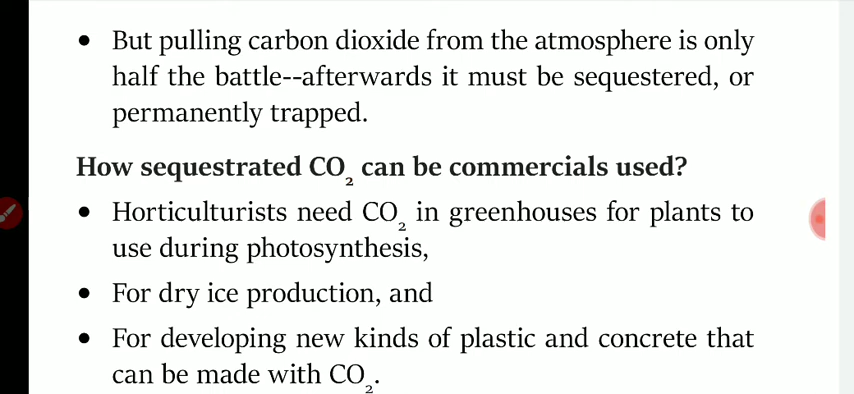 • But pulling carbon dioxide from the atmosphere is only
half the battle--afterwards it must be sequestered, or
permanently trapped.
How sequestrated CO₂ can be commercials used?
• Horticulturists need CO₂ in greenhouses for plants to
use during photosynthesis,
• For dry ice production, and
• For developing new kinds of plastic and concrete that
can be made with CO₂.